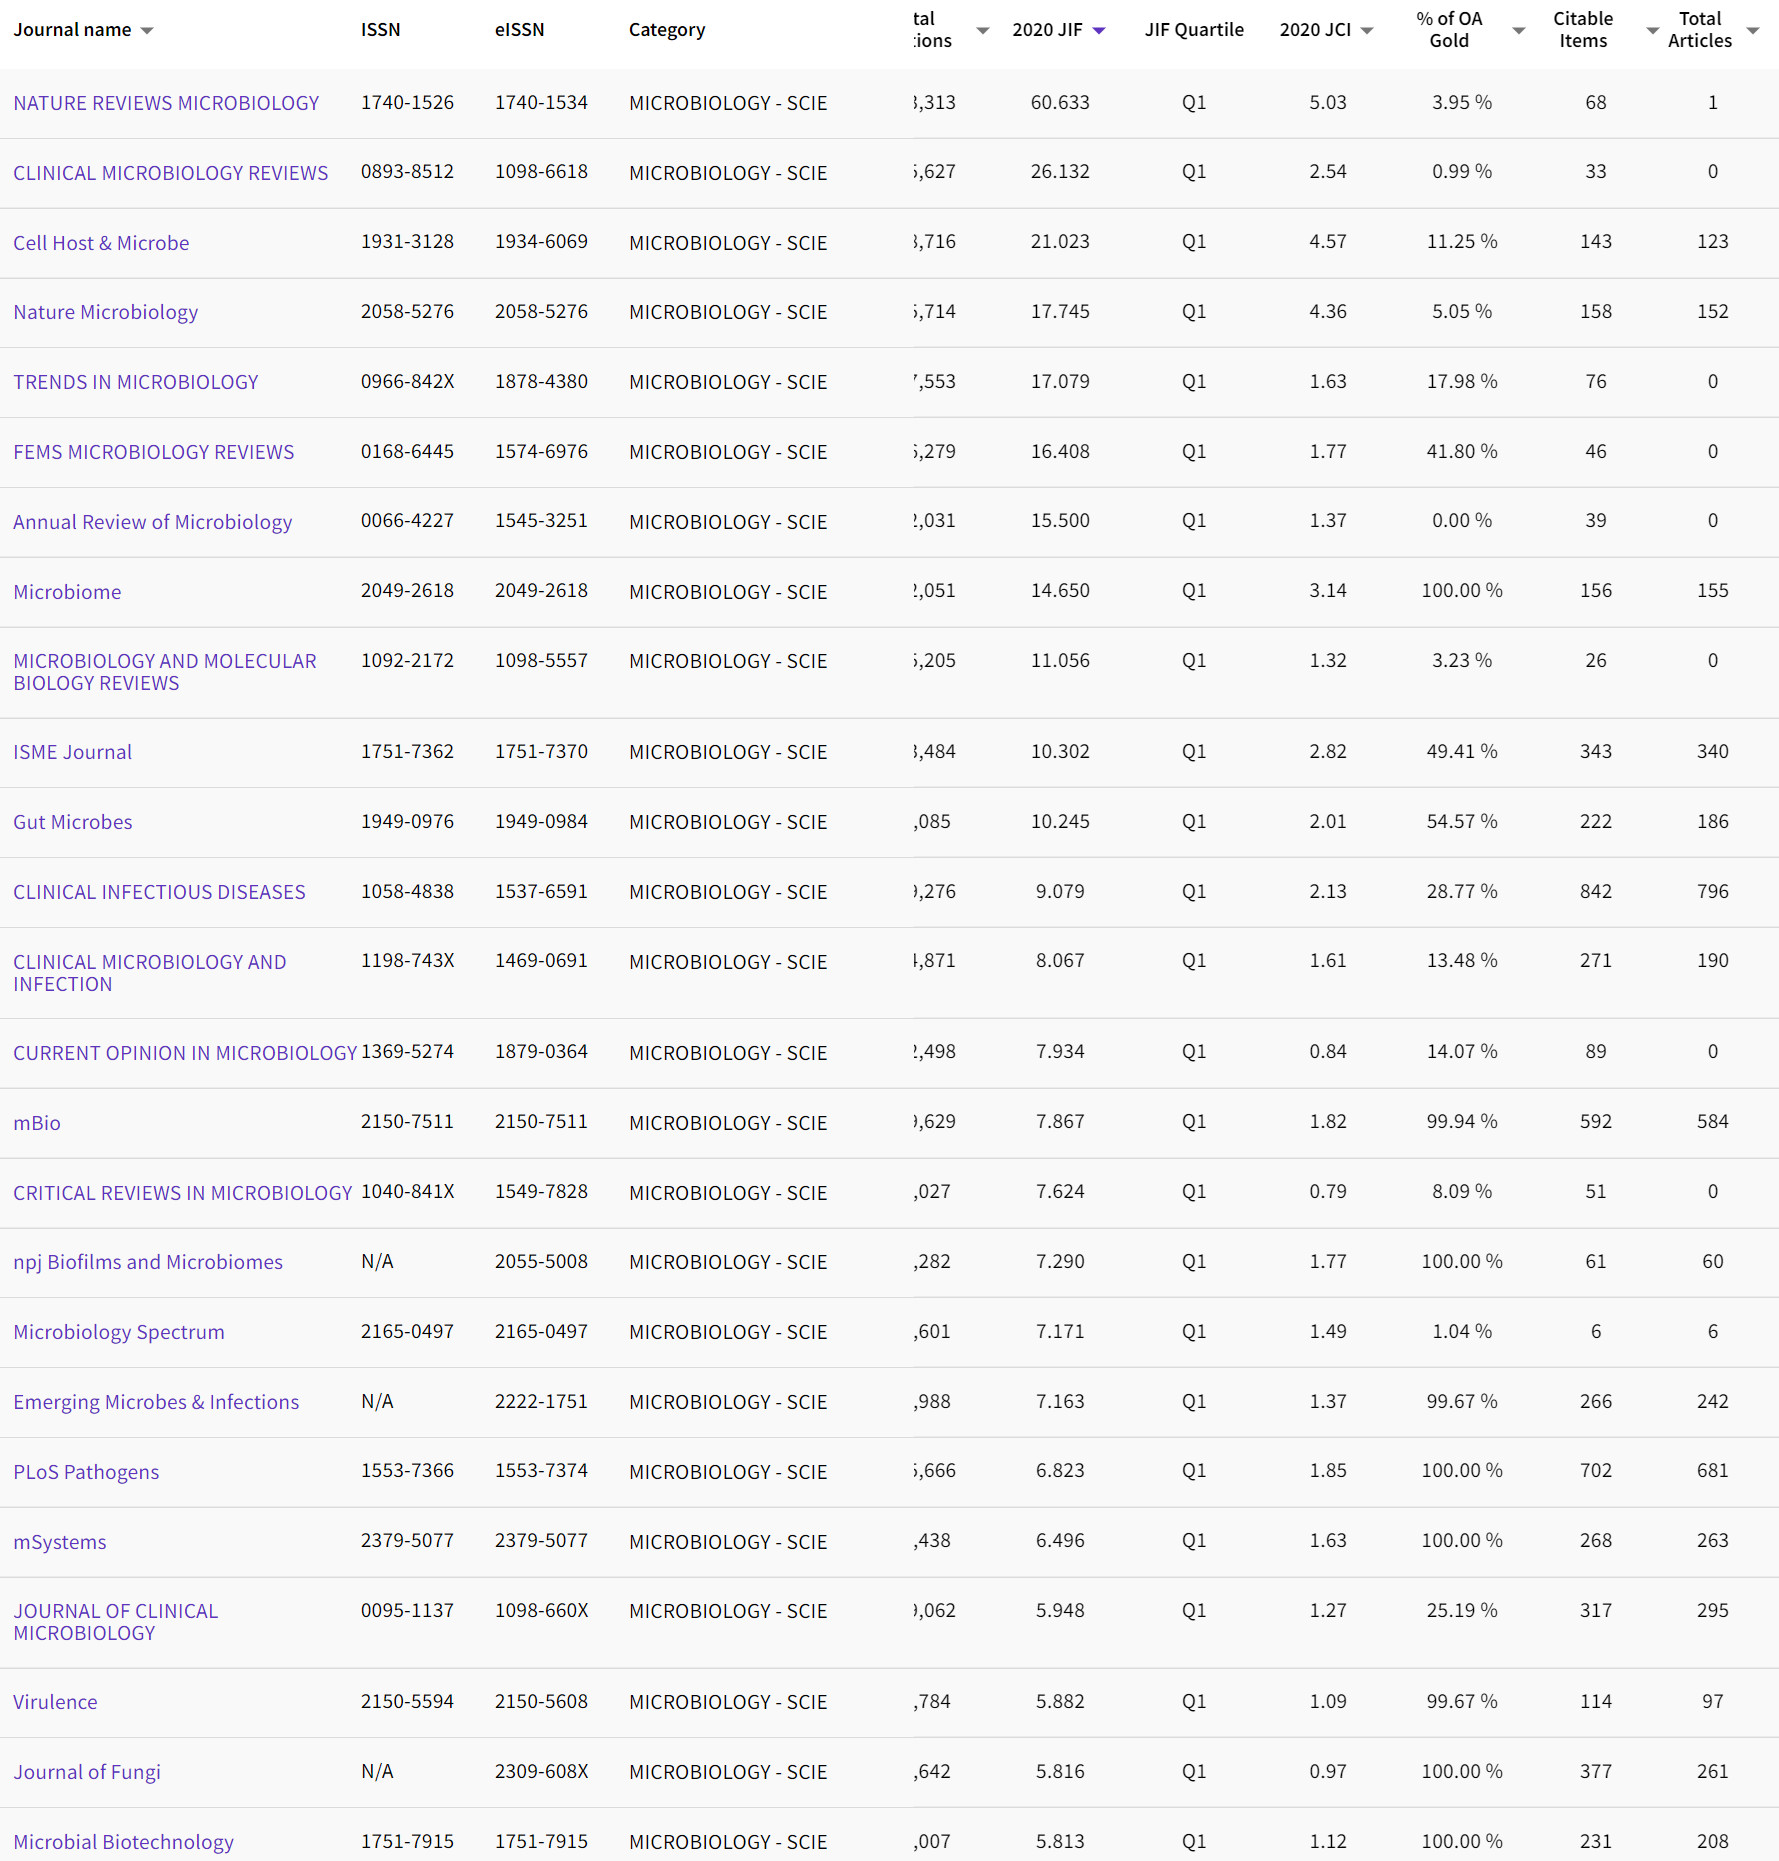 Journal name ISSN eISSN Category tal tions 2020 JIF JIF Quartile 2020 JCI % of OA Gold Citable Items Total Articles
NATURE REVIEWS MICROBIOLOGY 1740-1526 1740-1534 MICROBIOLOGY - SCIE ,313 60.633 Q1 5.03 3.95 % 68 1
CLINICAL MICROBIOLOGY REVIEWS 0893-8512 1098-6618 MICROBIOLOGY - SCIE ,627 26.132 Q1 2.54 0.99 % 33 0
Cell Host & Microbe 1931-3128 1934-6069 MICROBIOLOGY - SCIE ,716 21.023 Q1 4.57 11.25 % 143 123
Nature Microbiology 2058-5276 2058-5276 MICROBIOLOGY - SCIE ,714 17.745 Q1 4.36 5.05 % 158 152
TRENDS IN MICROBIOLOGY 0966-842X 1878-4380 MICROBIOLOGY - SCIE ,553 17.079 Q1 1.63 17.98 % 76 0
FEMS MICROBIOLOGY REVIEWS 0168-6445 1574-6976 MICROBIOLOGY - SCIE ,279 16.408 Q1 1.77 41.80 % 46 0
Annual Review of Microbiology 0066-4227 1545-3251 MICROBIOLOGY - SCIE ,031 15.500 Q1 1.37 0.00 % 39 0
Microbiome 2049-2618 2049-2618 MICROBIOLOGY - SCIE ,051 14.650 Q1 3.14 100.00 % 156 155
MICROBIOLOGY AND MOLECULAR 1092-2172 1098-5557 MICROBIOLOGY - SCIE ,205 11.056 Q1 1.32 3.23 % 26 0
BIOLOGY REVIEWS
ISME Journal 1751-7362 1751-7370 MICROBIOLOGY - SCIE ,484 10.302 Q1 2.82 49.41 % 343 340
Gut Microbes 1949-0976 1949-0984 MICROBIOLOGY - SCIE ,085 10.245 Q1 2.01 54.57 % 222 186
CLINICAL INFECTIOUS DISEASES 1058-4838 1537-6591 MICROBIOLOGY - SCIE ,276 9.079 Q1 2.13 28.77 % 842 796
CLINICAL MICROBIOLOGY AND 1198-743X 1469-0691 MICROBIOLOGY - SCIE ,871 8.067 Q1 1.61 13.48 % 271 190
INFECTION
CURRENT OPINION IN MICROBIOLOGY 1369-5274 1879-0364 MICROBIOLOGY - SCIE ,498 7.934 Q1 0.84 14.07 % 89 0
mBio 2150-7511 2150-7511 MICROBIOLOGY - SCIE ,629 7.867 Q1 1.82 99.94 % 592 584
CRITICAL REVIEWS IN MICROBIOLOGY 1040-841X 1549-7828 MICROBIOLOGY - SCIE ,027 7.624 Q1 0.79 8.09 % 51 0
npj Biofilms and Microbiomes N/A 2055-5008 MICROBIOLOGY - SCIE ,282 7.290 Q1 1.77 100.00 % 61 60
Microbiology Spectrum 2165-0497 2165-0497 MICROBIOLOGY - SCIE ,601 7.171 Q1 1.49 1.04 % 6 6
Emerging Microbes & Infections N/A 2222-1751 MICROBIOLOGY - SCIE ,988 7.163 Q1 1.37 99.67 % 266 242
PLoS Pathogens 1553-7366 1553-7374 MICROBIOLOGY - SCIE ,666 6.823 Q1 1.85 100.00 % 702 681
mSystems 2379-5077 2379-5077 MICROBIOLOGY - SCIE ,438 6.496 Q1 1.63 100.00 % 268 263
JOURNAL OF CLINICAL 0095-1137 1098-660X MICROBIOLOGY - SCIE ,062 5.948 Q1 1.27 25.19 % 317 295
MICROBIOLOGY
Virulence 2150-5594 2150-5608 MICROBIOLOGY - SCIE ,784 5.882 Q1 1.09 99.67 % 114 97
Journal of Fungi N/A 2309-608X MICROBIOLOGY - SCIE ,642 5.816 Q1 0.97 100.00 % 377 261
Microbial Biotechnology 1751-7915 1751-7915 MICROBIOLOGY - SCIE ,007 5.813 Q1 1.12 100.00 % 231 208